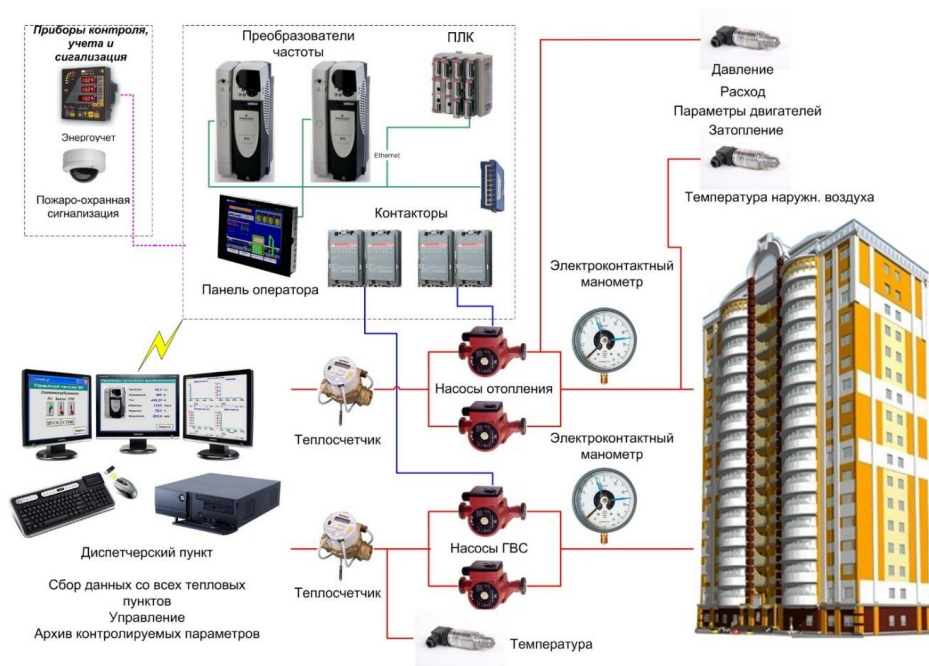 Приборы контроля,
учета и
сигализация
Энергоучет
Пожаро-охранная
сигнализация
Преобразователи
частоты
ПЛК
Ethernet
Панель оператора
Контакторы
Давление
Расход
Параметры двигателей
Затопление
Температура наружн. воздуха
Электроконтактный
манометр
Насосы отопления
Теплосчетчик
Электроконтактный
манометр
Насосы ГВС
Теплосчетчик
Температура
Диспетчерский пункт
Сбор данных со всех тепловых
пунктов
Управление
Архив контролируемых параметров